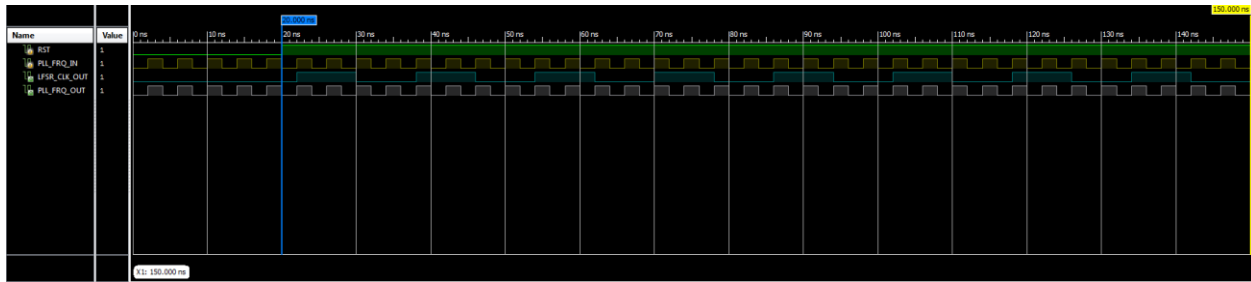 150.000 ns
20.000 ns
Name Value 0 ns 10 ns 20 ns 30 ns 40 ns 50 ns 60 ns 70 ns 80 ns 90 ns 100 ns 110 ns 120 ns 130 ns 140 ns
RST 1
PLL_FRQ_IN 1
LFSR_CLK_OUT 1
PLL_FRQ_OUT 1
X1: 150.000 ns